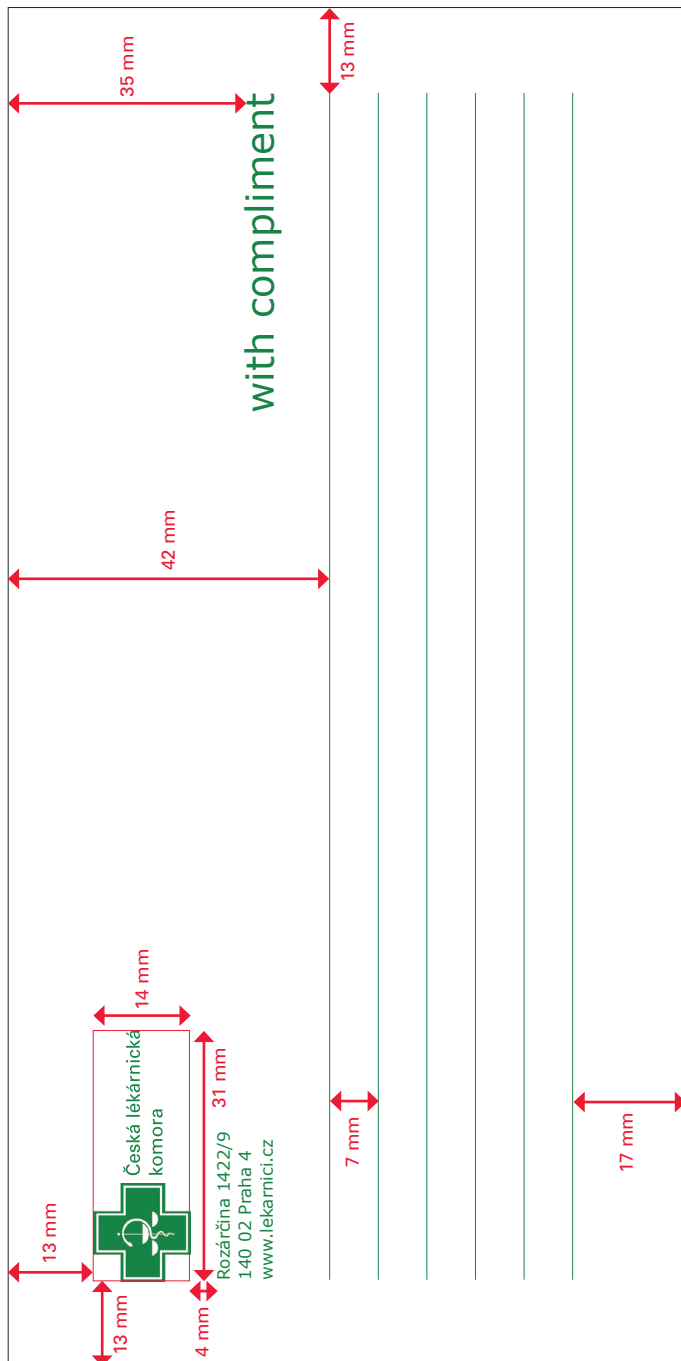 13 mm
13 mm
14 mm
Česká lékárnická
komora
31 mm
4 mm
Rozárčina 1422/9
140 02 Praha 4
www.lekarnici.cz
35 mm
with compliment
42 mm
13 mm
7 mm
17 mm